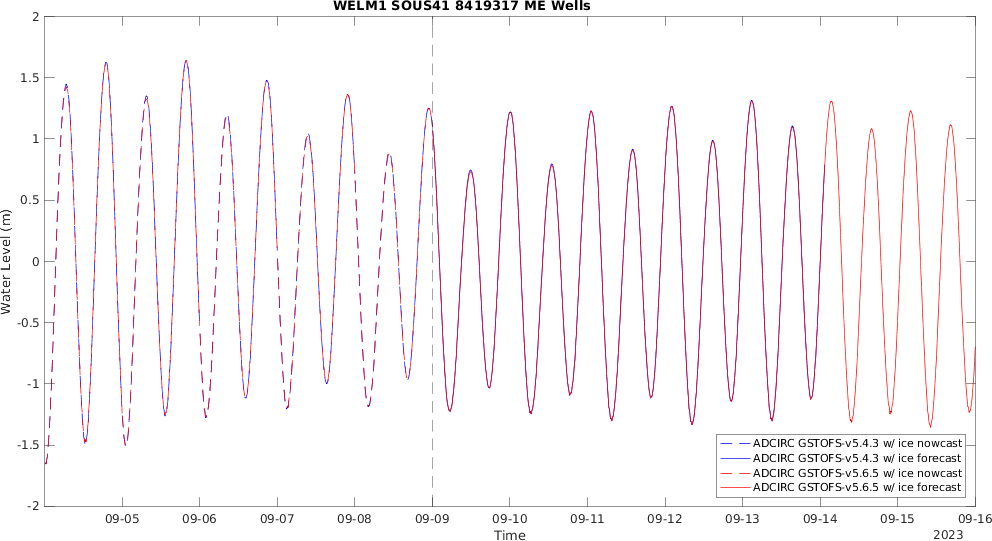 WELM1 SOUS41 8419317 ME Wells
2
1.5
1
0.5
0
-0.5
-1
-1.5
-2
Water Level (m)
ADCIRC GSTOFS-v5.4.3 w/ ice nowcast
ADCIRC GSTOFS-v5.4.3 w/ ice forecast
ADCIRC GSTOFS-v5.6.5 w/ ice nowcast
ADCIRC GSTOFS-v5.6.5 w/ ice forecast
09-05 09-06 09-07 09-08 09-09 09-10 09-11 09-12 09-13 09-14 09-15 09-16
Time
2023